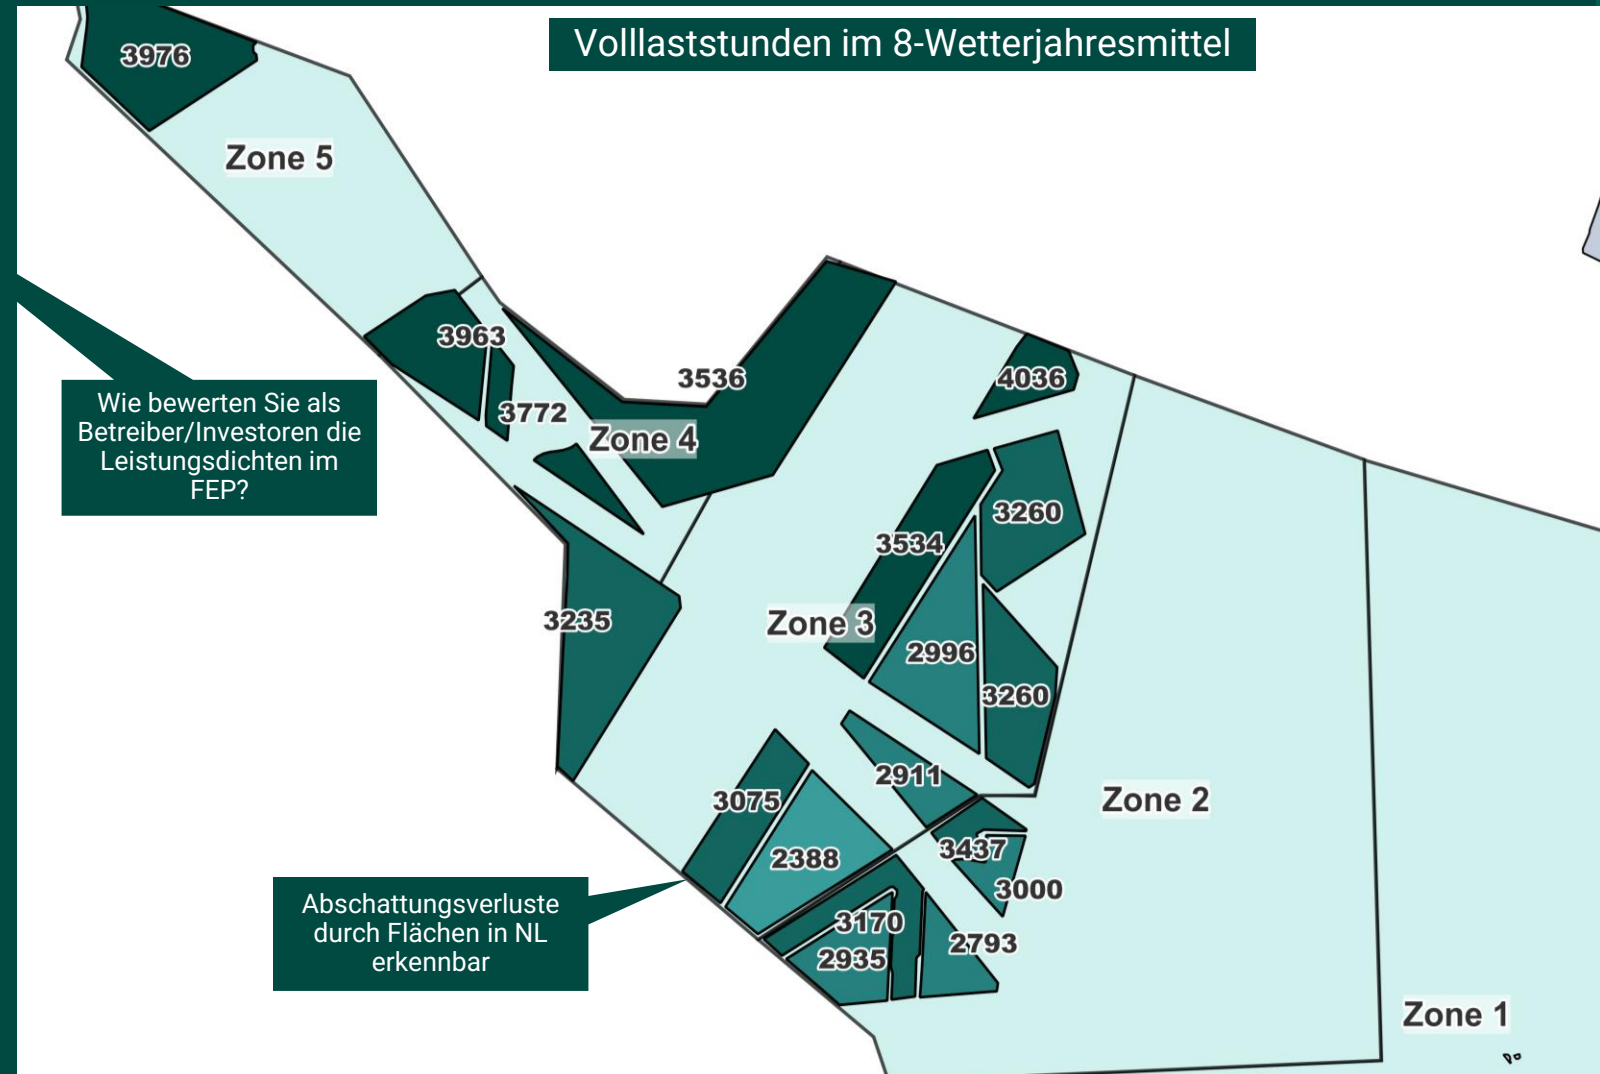 Volllaststunden im 8-Wetterjahresmittel
3976
Zone 5
3963
3536
4036
3772
Zone 4
Wie bewerten Sie als
Betreiber/Investoren die
Leistungsdichten im
FEP?
3260
3534
3235
Zone 3
2996
3260
2911
3075
Zone 2
2388
3437
3000
Abschattungsverluste
durch Flächen in NL
erkennbar
3170
2793
2935
Zone 1